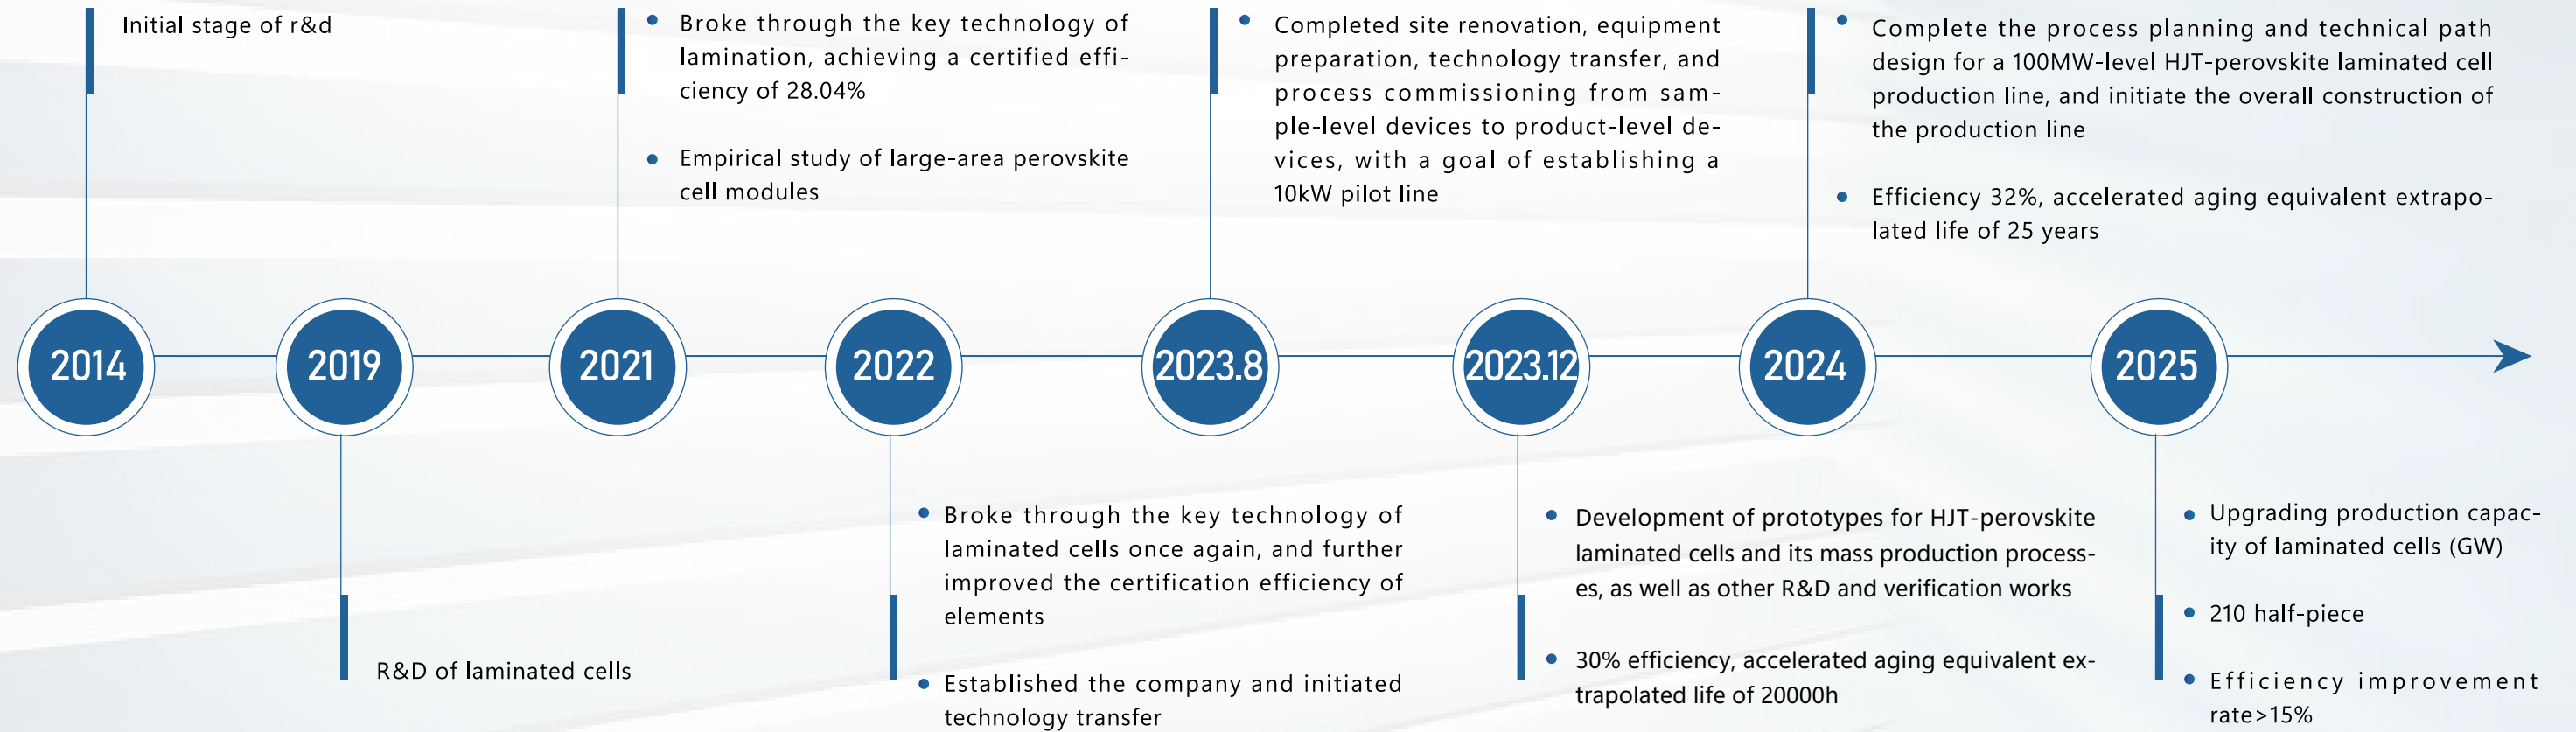 Initial stage of r&d
Broke through the key technology of
lamination, achieving a certified effi-
ciency of 28.04%
Empirical study of large-area perovskite
cell modules
Completed site renovation, equipment
preparation, technology transfer, and
process commissioning from sam-
ple-level devices to product-level de-
vices, with a goal of establishing a
10kW pilot line
Complete the process planning and technical path
design for a 100MW-level HJT-perovskite laminated cell
production line, and initiate the overall construction of
the production line
Efficiency 32%, accelerated aging equivalent extrapo-
lated life of 25 years
2014
2019
2021
2022
2023.8
2023.12
2024
2025
R&D of laminated cells
Broke through the key technology of
laminated cells once again, and further
improved the certification efficiency of
elements
Established the company and initiated
technology transfer
Development of prototypes for HJT-perovskite
laminated cells and its mass production process-
es, as well as other R&D and verification works
30% efficiency, accelerated aging equivalent ex-
trapolated life of 20000h
Upgrading production capac-
ity of laminated cells (GW)
210 half-piece
Efficiency improvement
rate>15%